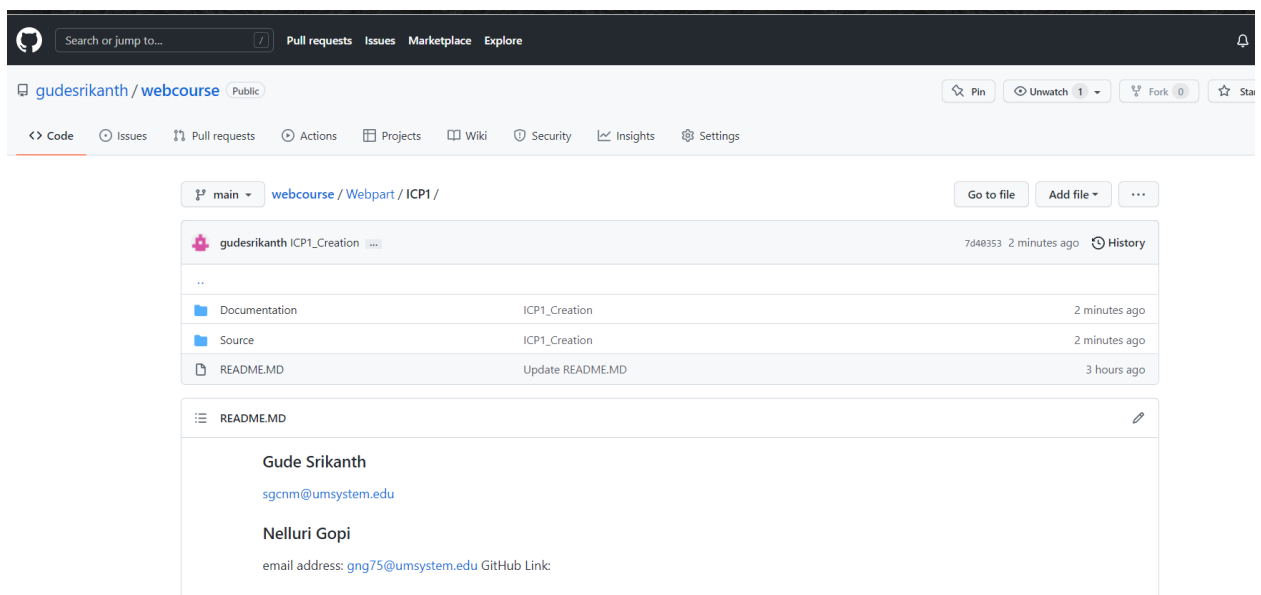 Search or jump to... / Pull requests Issues Marketplace Explore
gudesrikanth / webcourse Public Pin Unwatch 1 Fork 0
Code Issues Pull requests Actions Projects Wiki Security Insights Settings
main webcourse / Webpart / ICP1 / Go to file Add file ...
gudesrikanth ICP1_Creation ... 7d40353 2 minutes ago History
..
Documentation ICP1_Creation 2 minutes ago
Source ICP1_Creation 2 minutes ago
README.MD Update README.MD 3 hours ago
README.MD
Gude Srikanth
sgcnm@umsystem.edu
Nelluri Gopi
email address: gng75@umsystem.edu GitHub Link: